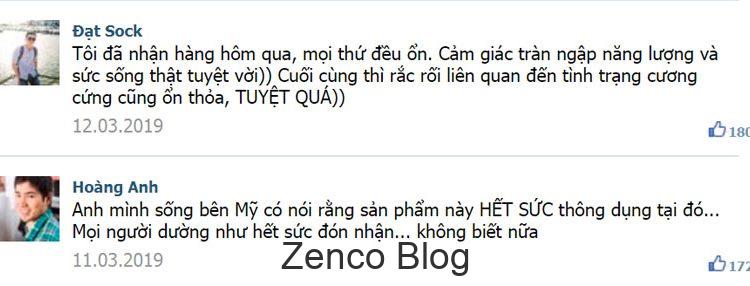 Đạt Sock
Tôi đã nhận hàng hôm qua, mọi thứ đều ổn. Cảm giác tràn ngập năng lượng và
sức sống thật tuyệt vời)) Cuối cùng thì rắc rối liên quan đến tình trạng cương
cứng cũng ổn thỏa, TUYỆT QUÁ))
12.03.2019
180
Hoàng Anh
Anh mình sống bên Mỹ có nói rằng sản phẩm này HẾT SỨC thông dụng tại đó...
Mọi người dường như hết sức đón nhận... không biết nữa
11.03.2019
172
Zenco Blog